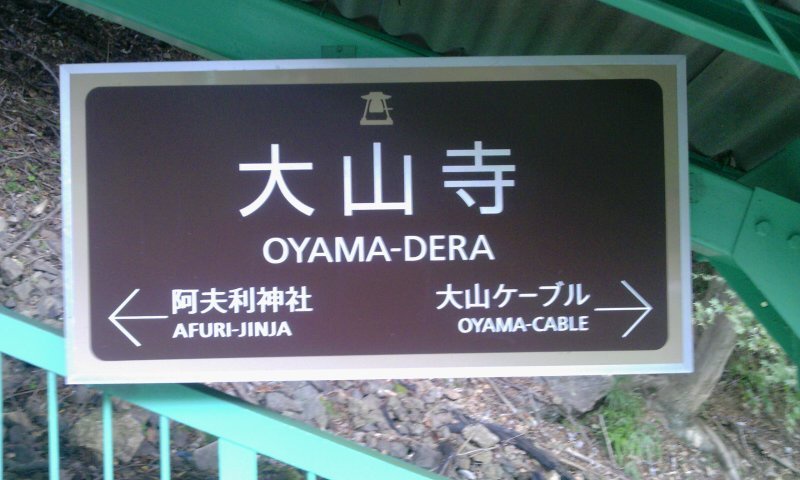 大山寺
OYAMA-DERA
阿夫利神社
AFURI-JINJA
大山ケーブル
OYAMA-CABLE